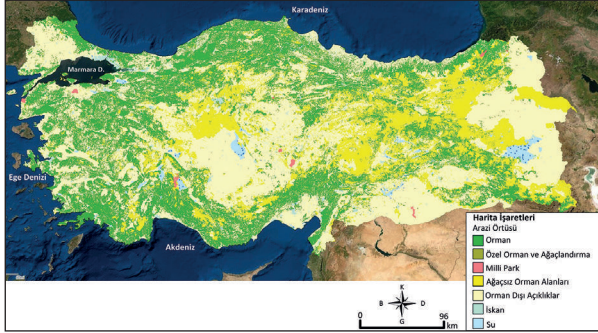 Karadeniz
Marmara D.
Ege Denizi
Akdeniz
Harita İşaretleri
Arazi Örtüsü
Orman
Özel Orman ve Ağaçlandırma
Milli Park
Ağaçsız Orman Alanları
Orman Dışı Açıklıklar
İskan
Su
K
B D
G
0 96
km